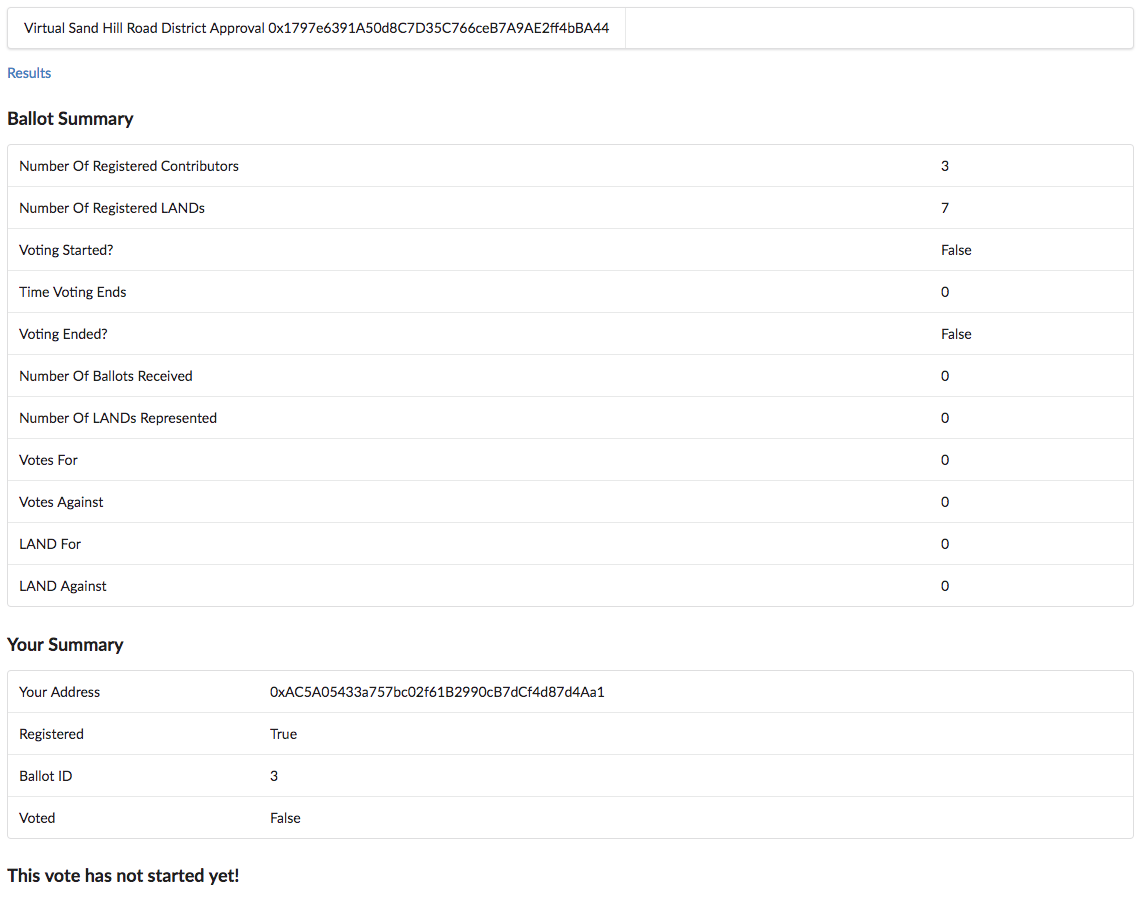 Virtual Sand Hill Road District Approval 0x1797e6391A50d8C7D35C766ceB7A9AE2ff4bBA44
Results
Ballot Summary
Number Of Registered Contributors 3
Number Of Registered LANDs 7
Voting Started? False
Time Voting Ends 0
Voting Ended? False
Number Of Ballots Received 0
Number Of LANDs Represented 0
Votes For 0
Votes Against 0
LAND For 0
LAND Against 0
Your Summary
Your Address 0xAC5A05433a757bc02f61B2990cB7dCf4d87d4Aa1
Registered True
Ballot ID 3
Voted False
This vote has not started yet!